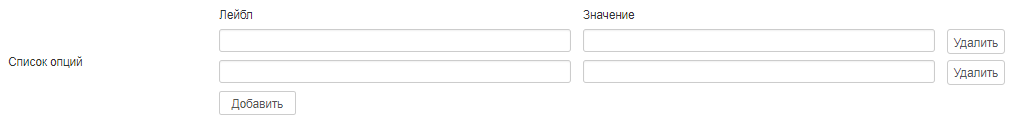 Лейбл Значение
Удалить
Список опций
Удалить
Добавить